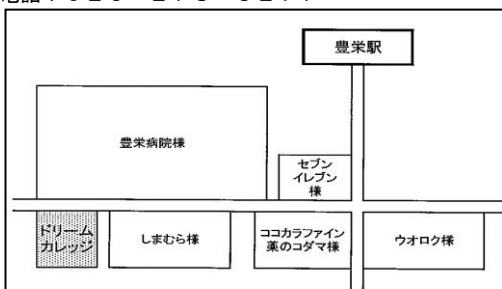 豊栄駅
豊栄病院様
セブン
イレブン
様
ドリーム
カレッジ
しまむら様
ココカラファイン
薬のコダマ様
ウオロク様